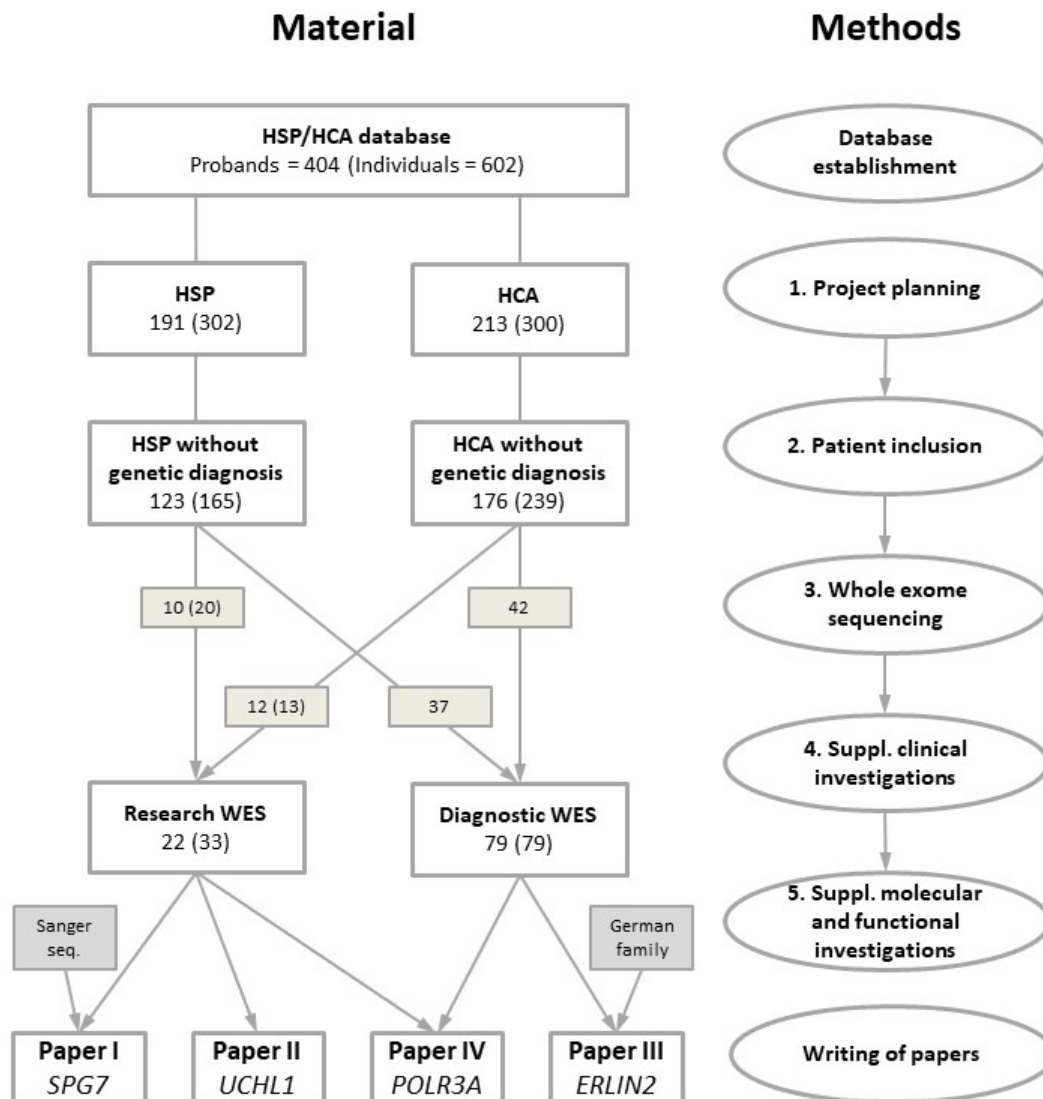 Material
Methods
HSP/HCA database
Probands = 404 (Individuals = 602)
Database
establishment
HSP
191 (302)
HCA
213 (300)
1. Project planning
HSP without
genetic diagnosis
123 (165)
HCA without
genetic diagnosis
176 (239)
2. Patient inclusion
10 (20)
42
3. Whole exome
sequencing
12 (13)
37
4. Suppl. clinical
investigations
Research WES
22 (33)
Diagnostic WES
79 (79)
5. Suppl. molecular
and functional
investigations
Sanger
seq.
German
family
Paper I
SPG7
Paper II
UCHL1
Paper IV
POLR3A
Paper III
ERLIN2
Writing of papers